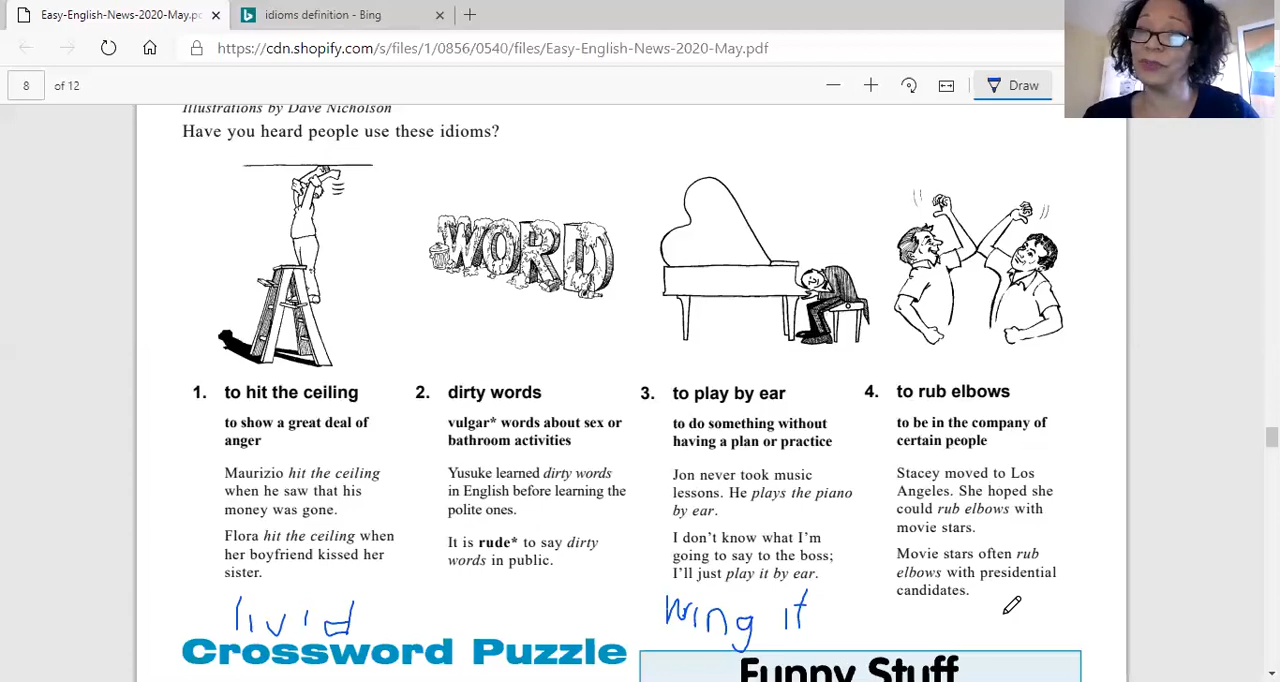 Easy-English-News-2020-May.pd
idioms definition - Bing
https://cdn.shopify.com/s/files/1/0856/0540/files/Easy-English-News-2020-May.pdf
8 of 12
Draw
Illustrations by Dave Nicholson
Have you heard people use these idioms?
WORD
1. to hit the ceiling
to show a great deal of
anger
Maurizio hit the ceiling
when he saw that his
money was gone.
Flora hit the ceiling when
her boyfriend kissed her
sister.
livid
2. dirty words
vulgar* words about sex or
bathroom activities
Yusuke learned dirty words
in English before learning the
polite ones.
It is rude* to say dirty
words in public.
3. to play by ear
to do something without
having a plan or practice
Jon never took music
lessons. He plays the piano
by ear.
I don't know what I'm
going to say to the boss;
I'll just play it by ear.
wing it
4. to rub elbows
to be in the company of
certain people
Stacey moved to Los
Angeles. She hoped she
could rub elbows with
movie stars.
Movie stars often rub
elbows with presidential
candidates.
Crossword Puzzle
Funny Stuff